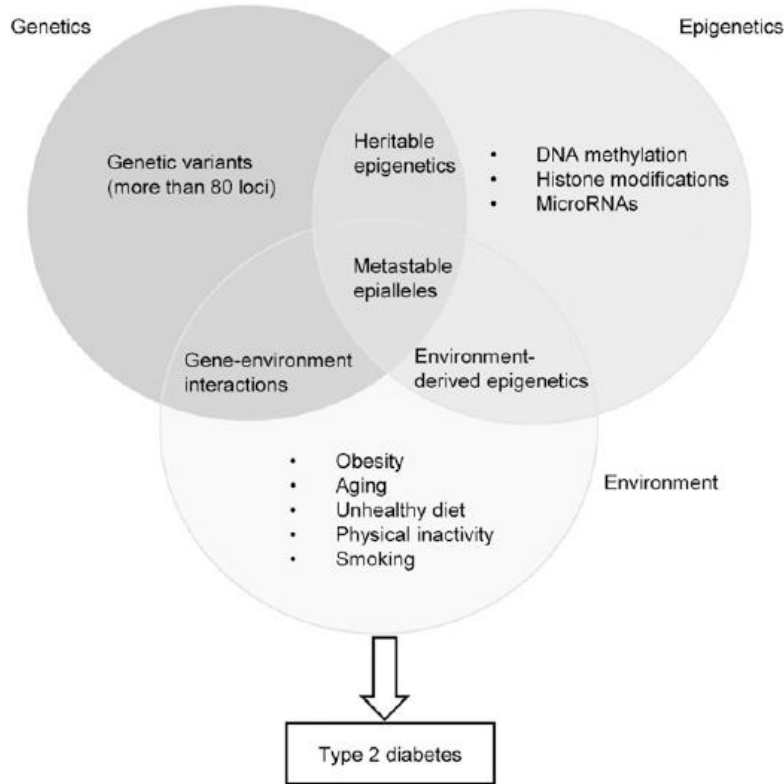 Genetics
Epigenetics
Genetic variants
(more than 80 loci)
Heritable
epigenetics
• DNA methylation
• Histone modifications
• MicroRNAs
Metastable
epialleles
Gene-environment
interactions
Environment-
derived epigenetics
• Obesity
• Aging
• Unhealthy diet
• Physical inactivity
• Smoking
Environment
Type 2 diabetes